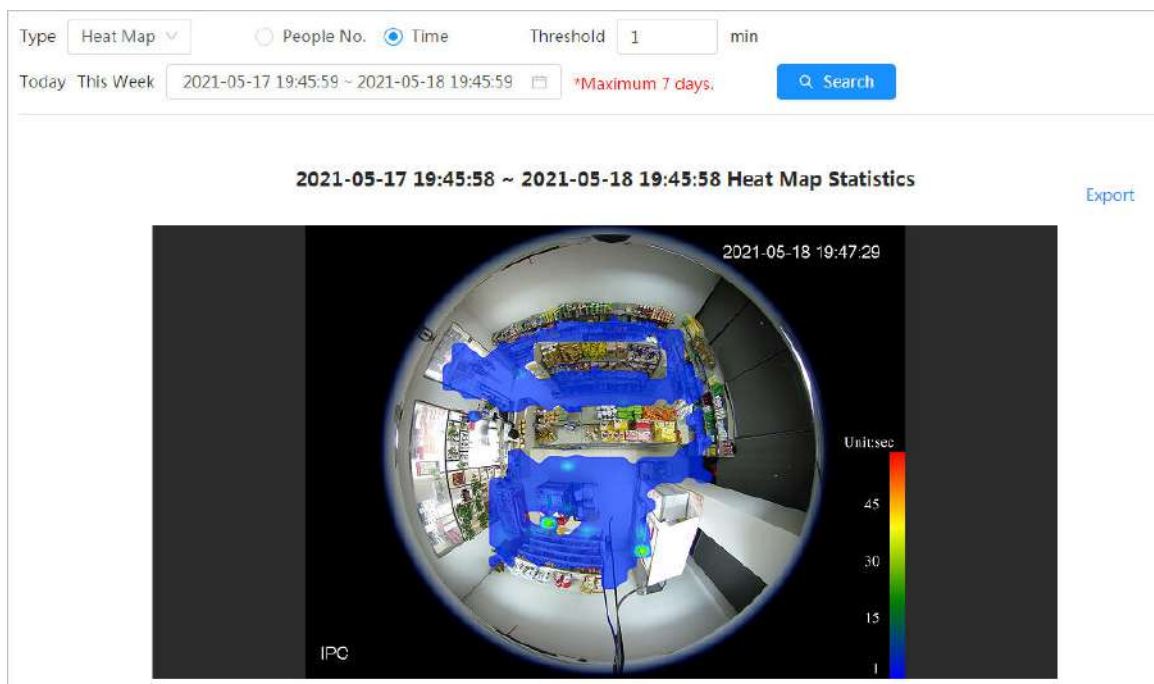 Type Heat Map People No. Time Threshold 1 min
Today This Week 2021-05-17 19:45:59 ~ 2021-05-18 19:45:59 *Maximum 7 days. Search
2021-05-17 19:45:58 ~ 2021-05-18 19:45:58 Heat Map Statistics
Export
2021-05-18 19:47:29
Unit:sec
45
30
15
1
IPC